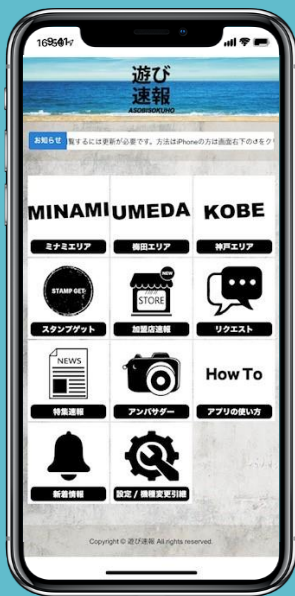 遊び
速報
ASOBISOKUHO
お知らせ 覧するには更新が必要です。方法はiPhoneの方は画面右下の↺をク
MINAMI UMEDA KOBE
ミナミエリア 梅田エリア 神戸エリア
STAMP GET! NEW STORE
スタンプゲット 加盟店速報 リクエスト
NEWS How To
特集速報 アンバサダー アプリの使い方
新着情報 設定 / 機種変更引継
Copyright © 遊び速報 All rights reserved.